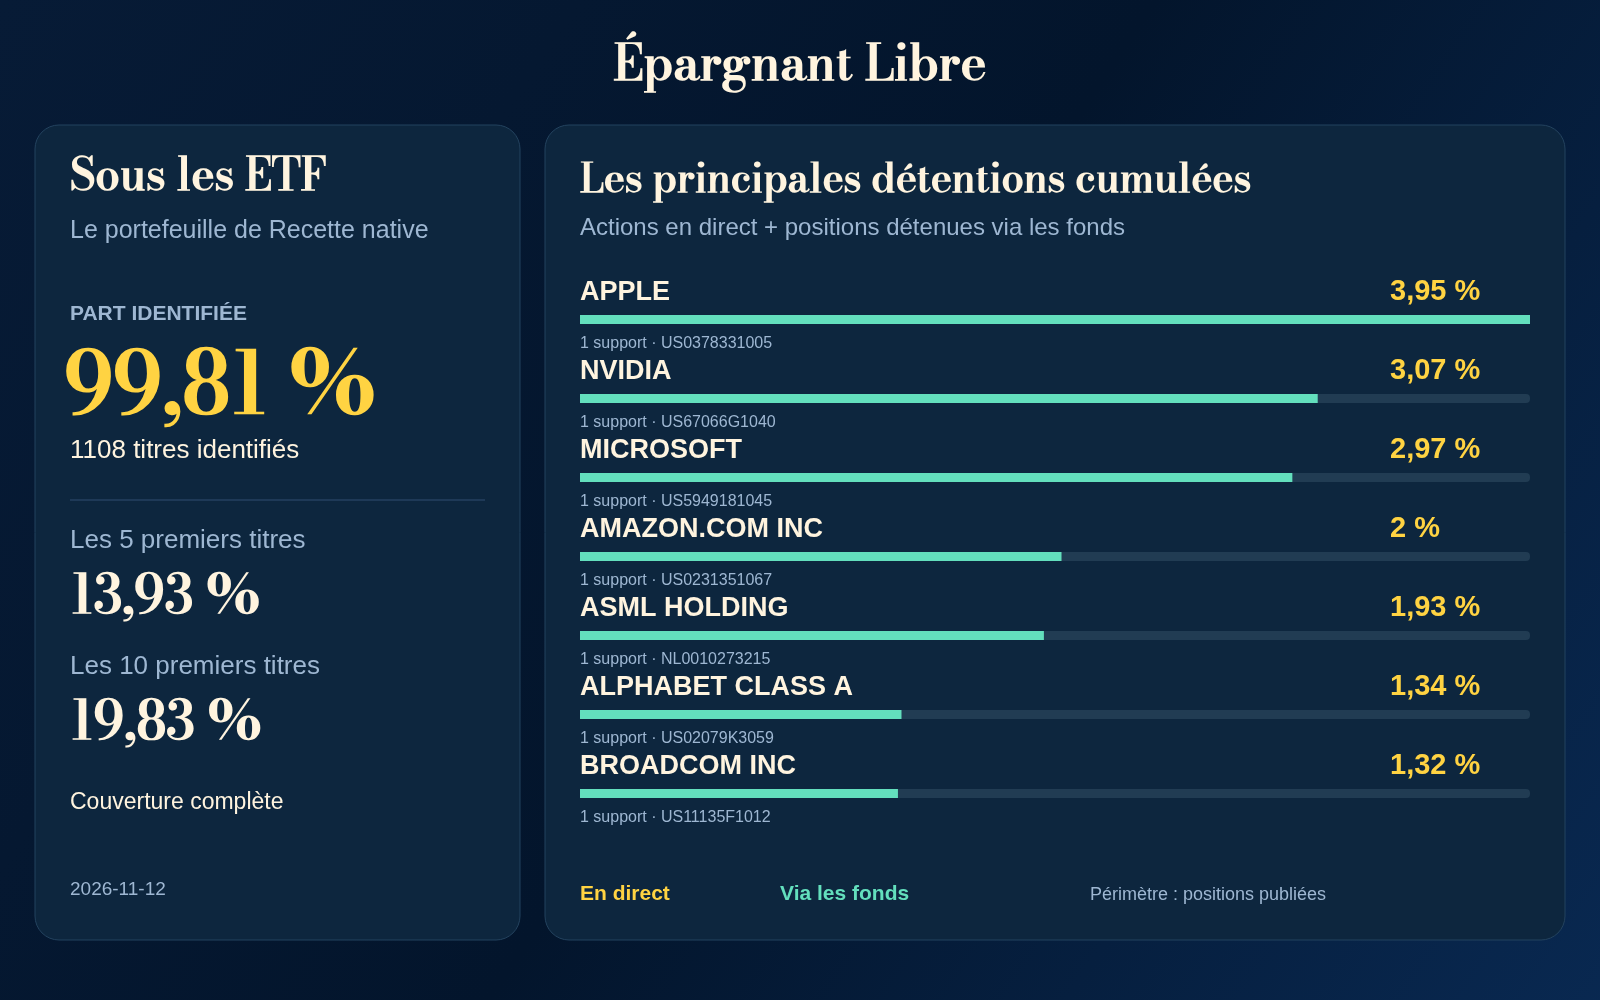 Épargnant Libre
Sous les ETF
Le portefeuille de Recette native
PART IDENTIFIÉE
99,81 %
1108 titres identifiés
Les 5 premiers titres
13,93 %
Les 10 premiers titres
19,83 %
Couverture complète
2026-11-12
Les principales détentions cumulées
Actions en direct + positions détenues via les fonds
APPLE 3,95 %
1 support · US0378331005
NVIDIA 3,07 %
1 support · US67066G1040
MICROSOFT 2,97 %
1 support · US5949181045
AMAZON.COM INC 2 %
1 support · US0231351067
ASML HOLDING 1,93 %
1 support · NL0010273215
ALPHABET CLASS A 1,34 %
1 support · US02079K3059
BROADCOM INC 1,32 %
1 support · US11135F1012
En direct Via les fonds Périmètre : positions publiées